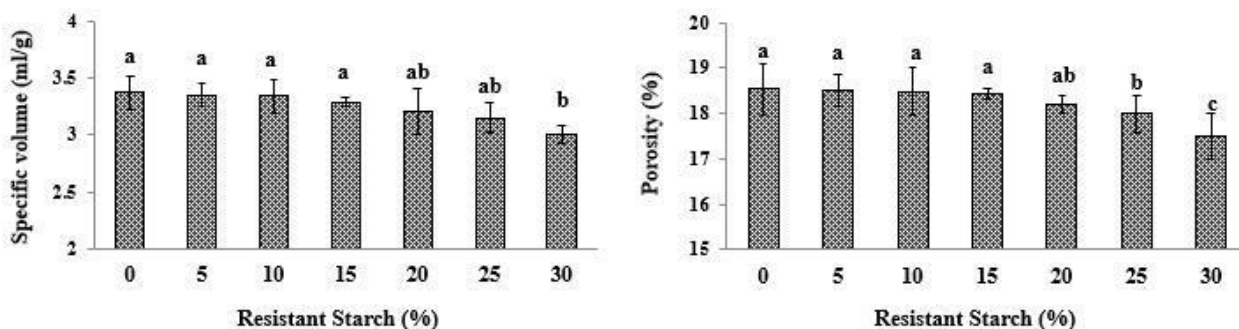 Specific volume (ml/g)
4
3.5
3
2.5
2
a
a
a
a
ab
ab
b
0 5 10 15 20 25 30
Resistant Starch (%)
Porosity (%)
20
19
18
17
16
15
a
a
a
a
ab
b
c
0 5 10 15 20 25 30
Resistant Starch (%)